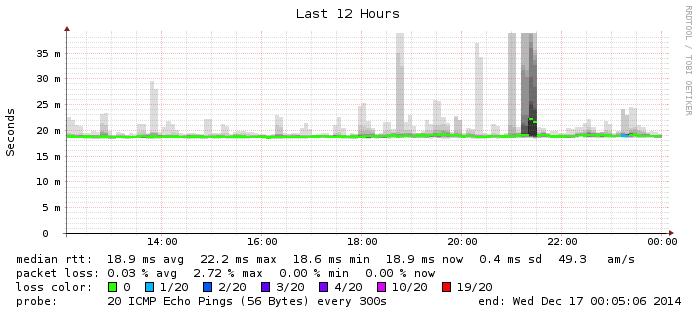 Last 12 Hours
RRDTOOL / TOBI OETIKER
Seconds
35 m
30 m
25 m
20 m
15 m
10 m
5 m
0
14:00 16:00 18:00 20:00 22:00 00:00
median rtt: 18.9 ms avg 22.2 ms max 18.6 ms min 18.9 ms now 0.4 ms sd 49.3 am/s
packet loss: 0.03 % avg 2.72 % max 0.00 % min 0.00 % now
loss color: 0 1/20 2/20 3/20 4/20 10/20 19/20
probe: 20 ICMP Echo Pings (56 Bytes) every 300s end: Wed Dec 17 00:05:06 2014